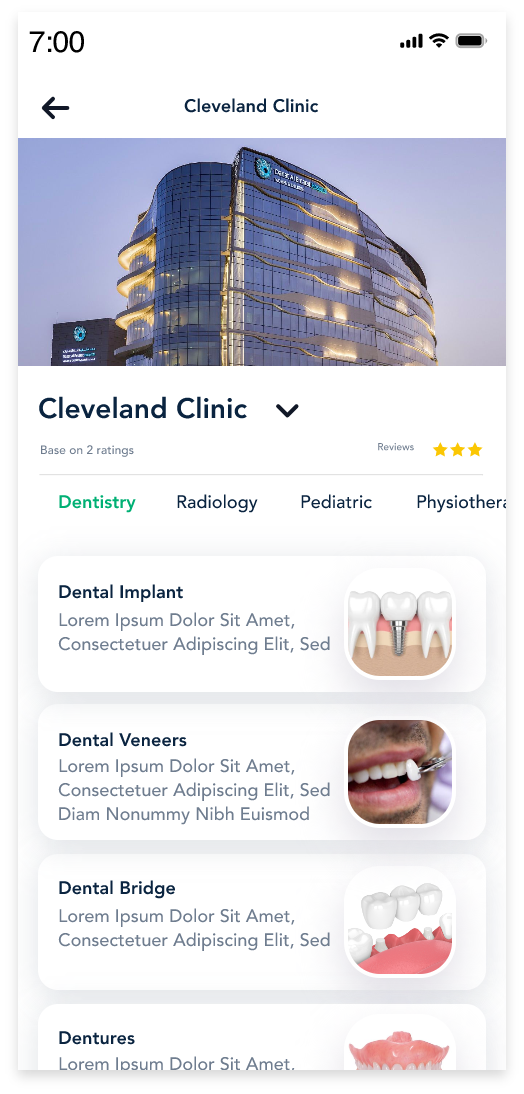 7:00
Cleveland Clinic
Cleveland Clinic
Base on 2 ratings
Reviews
Dentistry
Radiology
Pediatric
Physiothera
Dental Implant
Lorem Ipsum Dolor Sit Amet,
Consectetuer Adipiscing Elit, Sed
Dental Veneers
Lorem Ipsum Dolor Sit Amet,
Consectetuer Adipiscing Elit, Sed
Diam Nonummy Nibh Euismod
Dental Bridge
Lorem Ipsum Dolor Sit Amet,
Consectetuer Adipiscing Elit, Sed
Dentures
Lorem Ipsum Dolor Sit Amet,